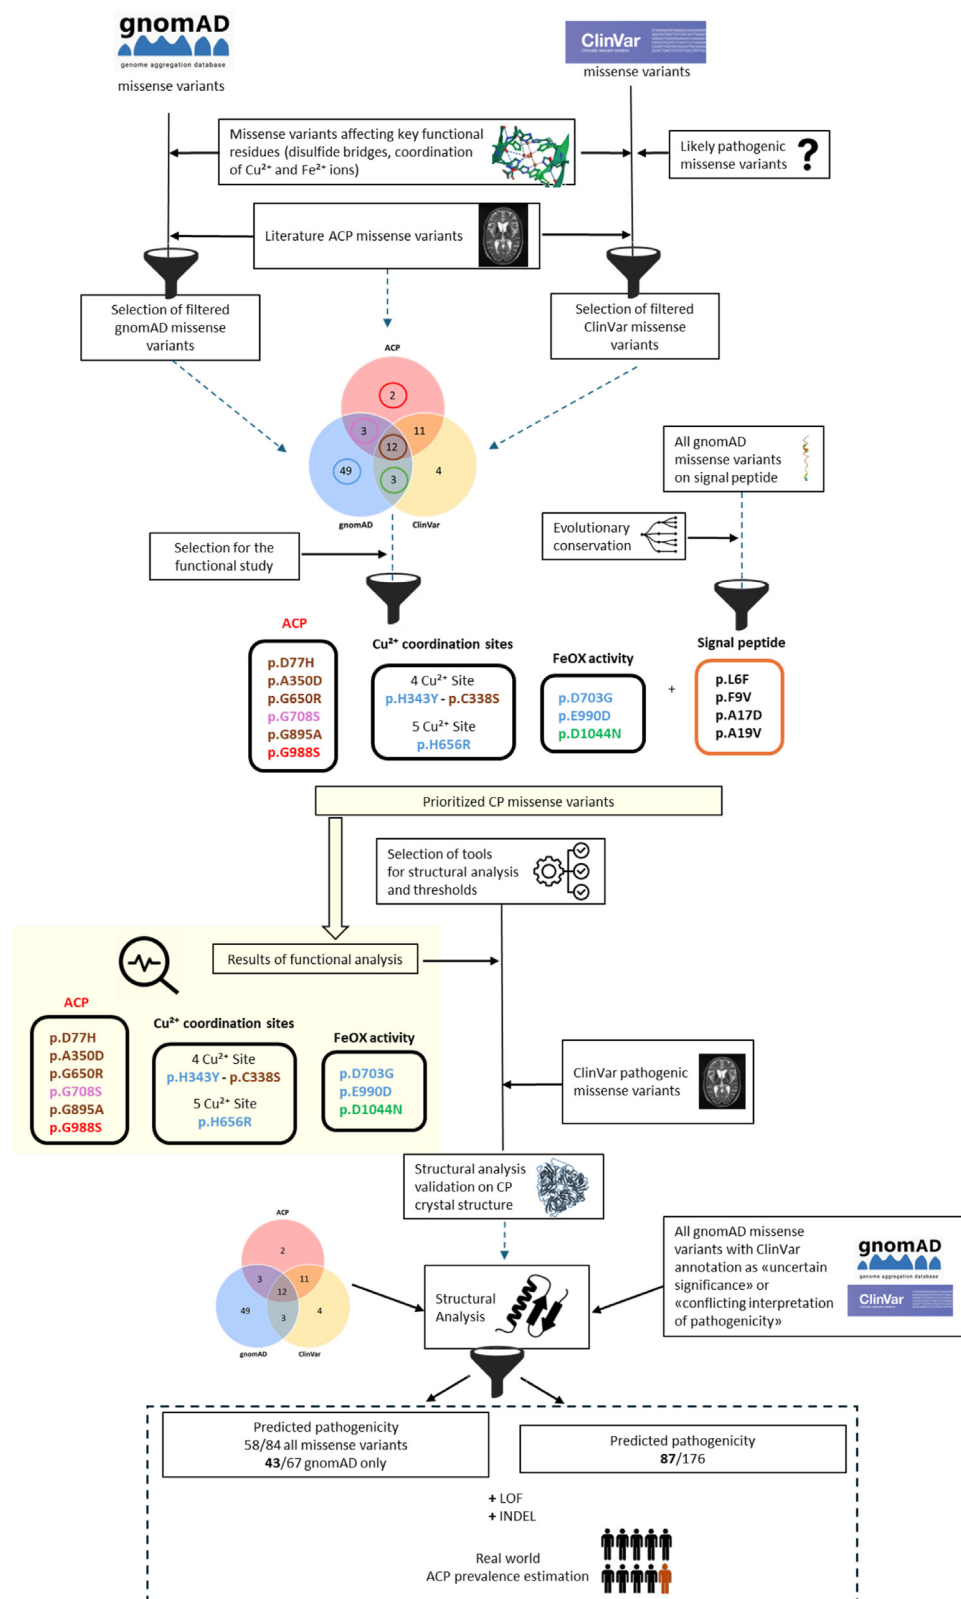 gnomAD
genome aggregation database
missense variants
ClinVar
missense variants
Missense variants affecting key functional
residues (disulfide bridges, coordination
of Cu²⁺ and Fe²⁺ ions)
Likely pathogenic
missense variants
?
Literature ACP missense variants
Selection of filtered
gnomAD missense
variants
Selection of filtered
ClinVar missense
variants
ACP
2
3
11
12
49
3
4
gnomAD
ClinVar
All gnomAD
missense variants
on signal peptide
Evolutionary
conservation
Selection for the
functional study
ACP
p.D77H
p.A350D
p.G650R
p.G708S
p.G895A
p.G988S
Cu²⁺ coordination sites
4 Cu²⁺ Site
p.H343Y - p.C338S
5 Cu²⁺ Site
p.H656R
FeOX activity
p.D703G
p.E990D
p.D1044N
+
Signal peptide
p.L6F
p.F9V
p.A17D
p.A19V
Prioritized CP missense variants
Selection of tools
for structural analysis
and thresholds
Results of functional analysis
ACP
p.D77H
p.A350D
p.G650R
p.G708S
p.G895A
p.G988S
Cu²⁺ coordination sites
4 Cu²⁺ Site
p.H343Y - p.C338S
5 Cu²⁺ Site
p.H656R
FeOX activity
p.D703G
p.E990D
p.D1044N
ClinVar pathogenic
missense variants
Structural analysis
validation on CP
crystal structure
ACP
2
3
11
12
49
3
4
gnomAD
ClinVar
Structural
Analysis
All gnomAD missense
variants with ClinVar
annotation as «uncertain
significance» or
«conflicting interpretation
of pathogenicity»
gnomAD
genome aggregation database
ClinVar
Predicted pathogenicity
58/84 all missense variants
43/67 gnomAD only
Predicted pathogenicity
87/176
+ LOF
+ INDEL
Real world
ACP prevalence estimation